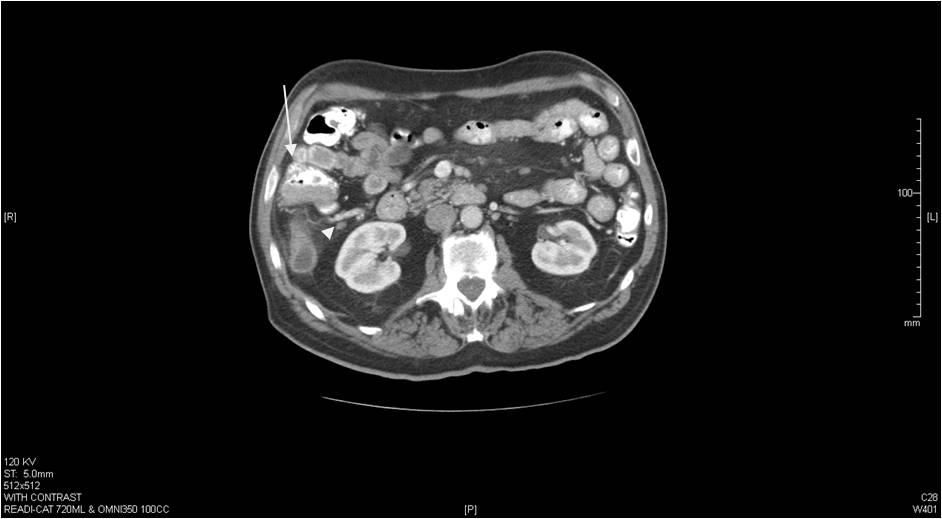 [R]
100
[L]
mm
120 KV
ST: 5.0mm
512x512
WITH CONTRAST
READI-CAT 720ML & OMNI350 100CC
[P]
C28
W401